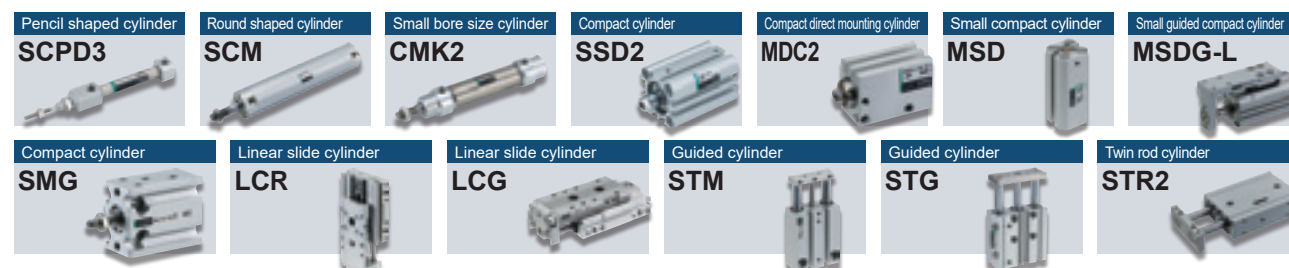 Pencil shaped cylinder
SCPD3
Round shaped cylinder
SCM
Small bore size cylinder
CMK2
Compact cylinder
SSD2
Compact direct mounting cylinder
MDC2
Small compact cylinder
MSD
Small guided compact cylinder
MSDG-L
Compact cylinder
SMG
Linear slide cylinder
LCR
Linear slide cylinder
LCG
Guided cylinder
STM
Guided cylinder
STG
Twin rod cylinder
STR2